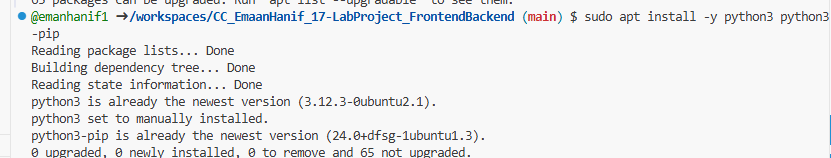 65 packages can be upgraded. Run 'apt list --upgradable' to see them.
@emanhanif1 →/workspaces/CC_EmaanHanif_17-LabProject_FrontendBackend (main) $ sudo apt install -y python3 python3
-pip
Reading package lists... Done
Building dependency tree... Done
Reading state information... Done
python3 is already the newest version (3.12.3-0ubuntu2.1).
python3 set to manually installed.
python3-pip is already the newest version (24.0+dfsg-1ubuntu1.3).
0 upgraded, 0 newly installed, 0 to remove and 65 not upgraded.